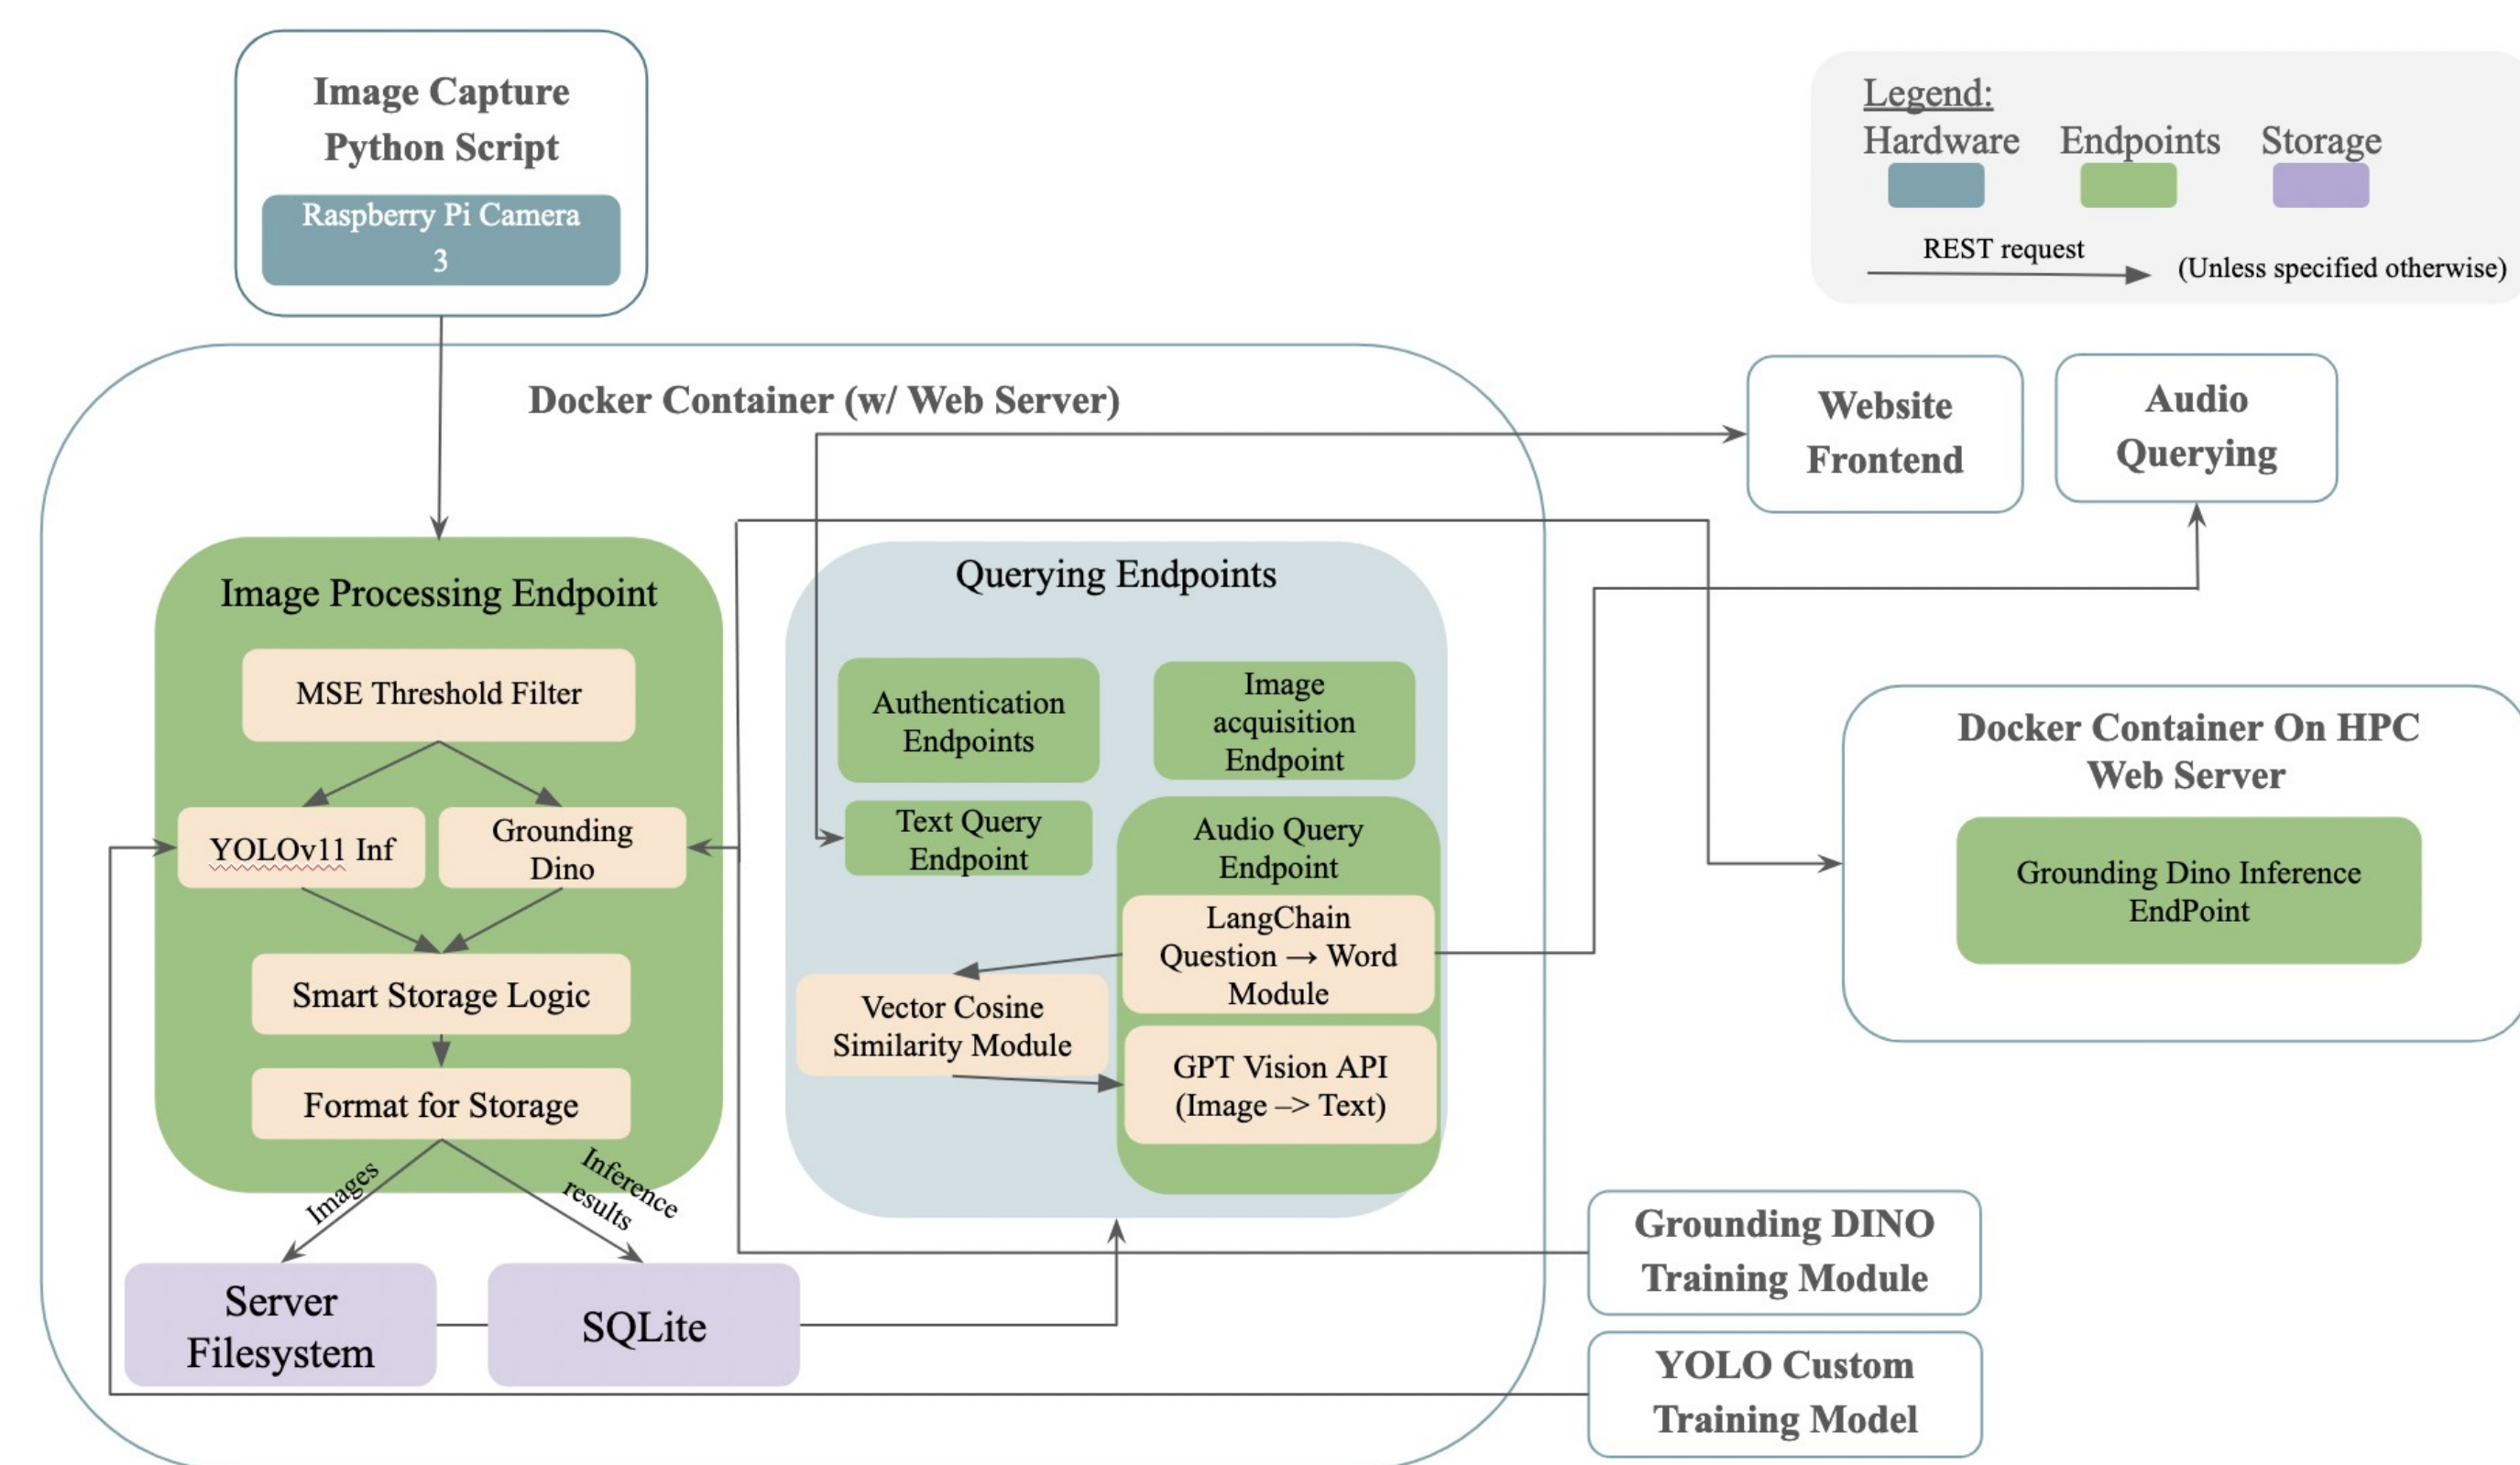 Image Capture
Python Script
Raspberry Pi Camera
3
Legend:
Hardware
Endpoints
Storage
REST request
(Unless specified otherwise)
Docker Container (w/ Web Server)
Website
Frontend
Audio
Querying
Image Processing Endpoint
MSE Threshold Filter
YOLOv11 Inf
Grounding
Dino
Smart Storage Logic
Format for Storage
Images
Inference
results
Server
Filesystem
SQLite
Querying Endpoints
Authentication
Endpoints
Image
acquisition
Endpoint
Text Query
Endpoint
Audio Query
Endpoint
LangChain
Question → Word
Module
Vector Cosine
Similarity Module
GPT Vision API
(Image –> Text)
Docker Container On HPC
Web Server
Grounding Dino Inference
EndPoint
Grounding DINO
Training Module
YOLO Custom
Training Model